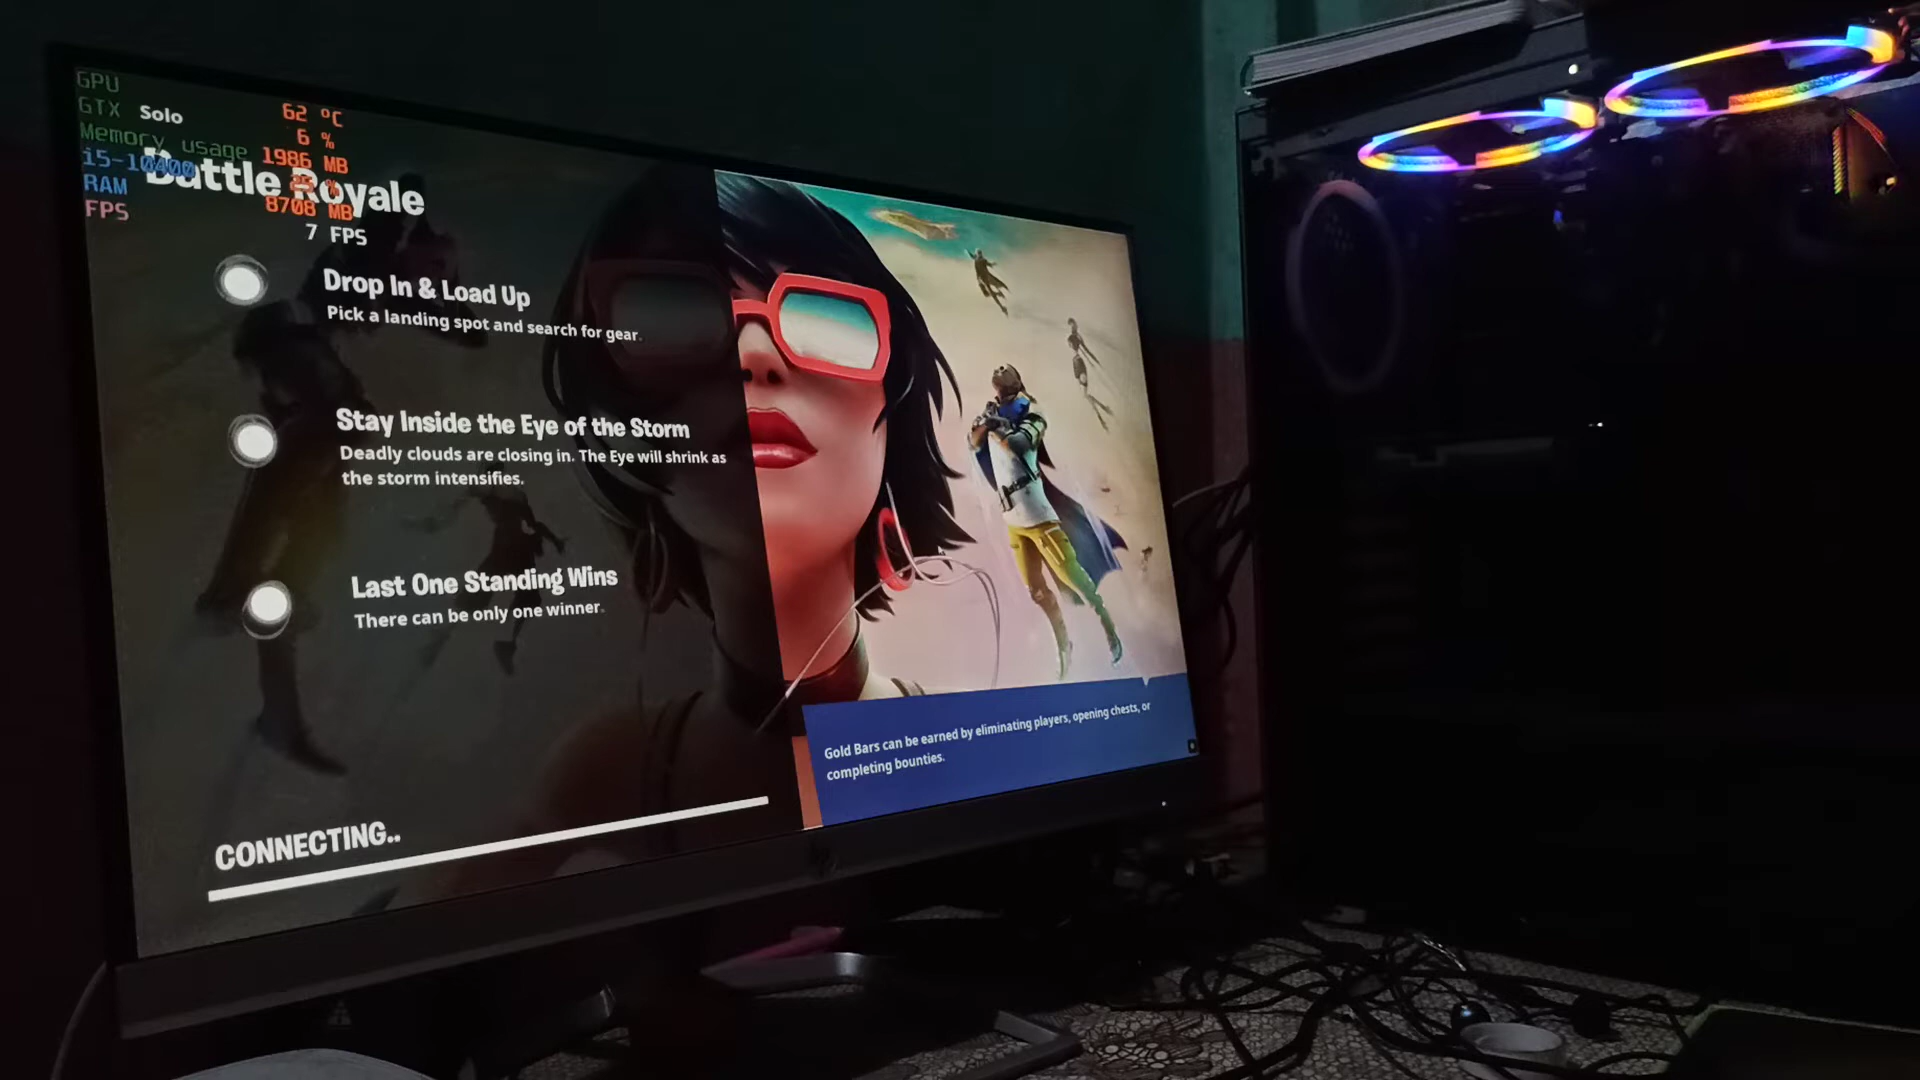 GPU
GTX Solo 62 °C
6 %
Memory usage 1986 MB
i5-10400
Battle Royale
RAM 8708 MB
FPS 7 FPS
Drop In & Load Up
Pick a landing spot and search for gear.
Stay Inside the Eye of the Storm
Deadly clouds are closing in. The Eye will shrink as
the storm intensifies.
Last One Standing Wins
There can be only one winner.
Gold Bars can be earned by eliminating players, opening chests, or
completing bounties.
CONNECTING..